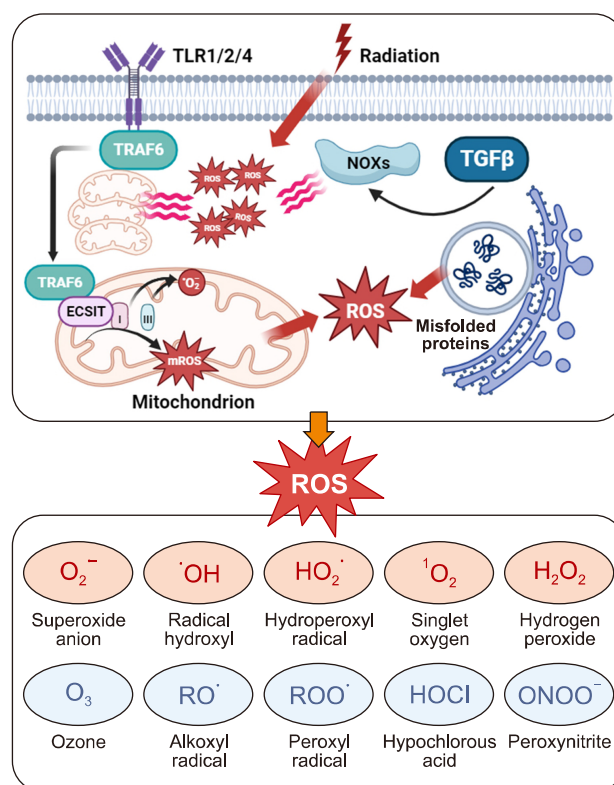 TLR1/2/4
Radiation
TRAF6
NOXs
TGFβ
ROS
ROS
ROS
ROS
TRAF6
ECSIT
I
III
·O₂
mROS
Mitochondrion
ROS
Misfolded
proteins
ROS
O₂⁻
·OH
HO₂·
¹O₂
H₂O₂
Superoxide
anion
Radical
hydroxyl
Hydroperoxyl
radical
Singlet
oxygen
Hydrogen
peroxide
O₃
RO·
ROO·
HOCl
ONOO⁻
Ozone
Alkoxyl
radical
Peroxyl
radical
Hypochlorous
acid
Peroxynitrite